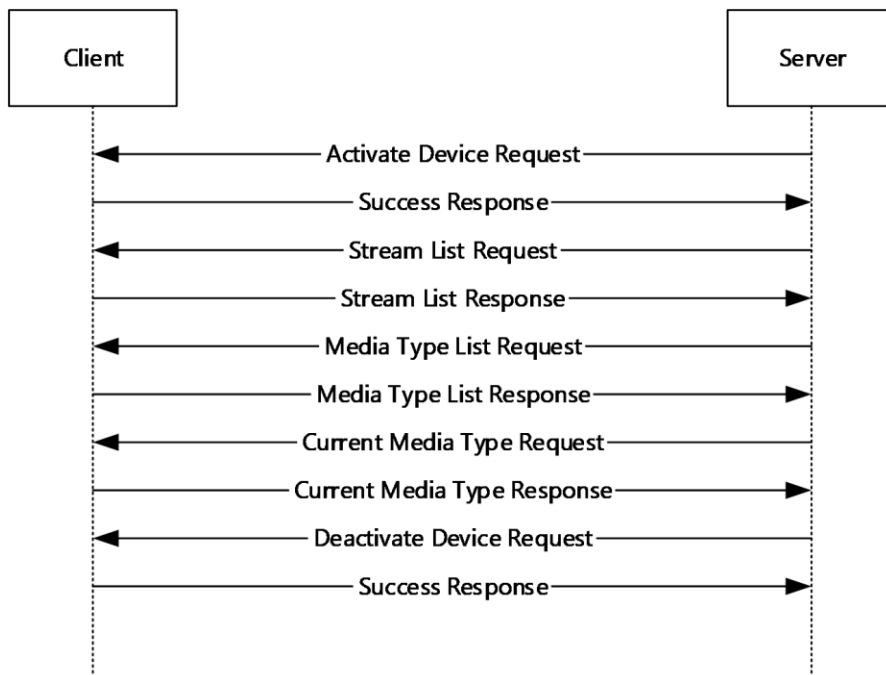 Client
Server
Activate Device Request
Success Response
Stream List Request
Stream List Response
Media Type List Request
Media Type List Response
Current Media Type Request
Current Media Type Response
Deactivate Device Request
Success Response